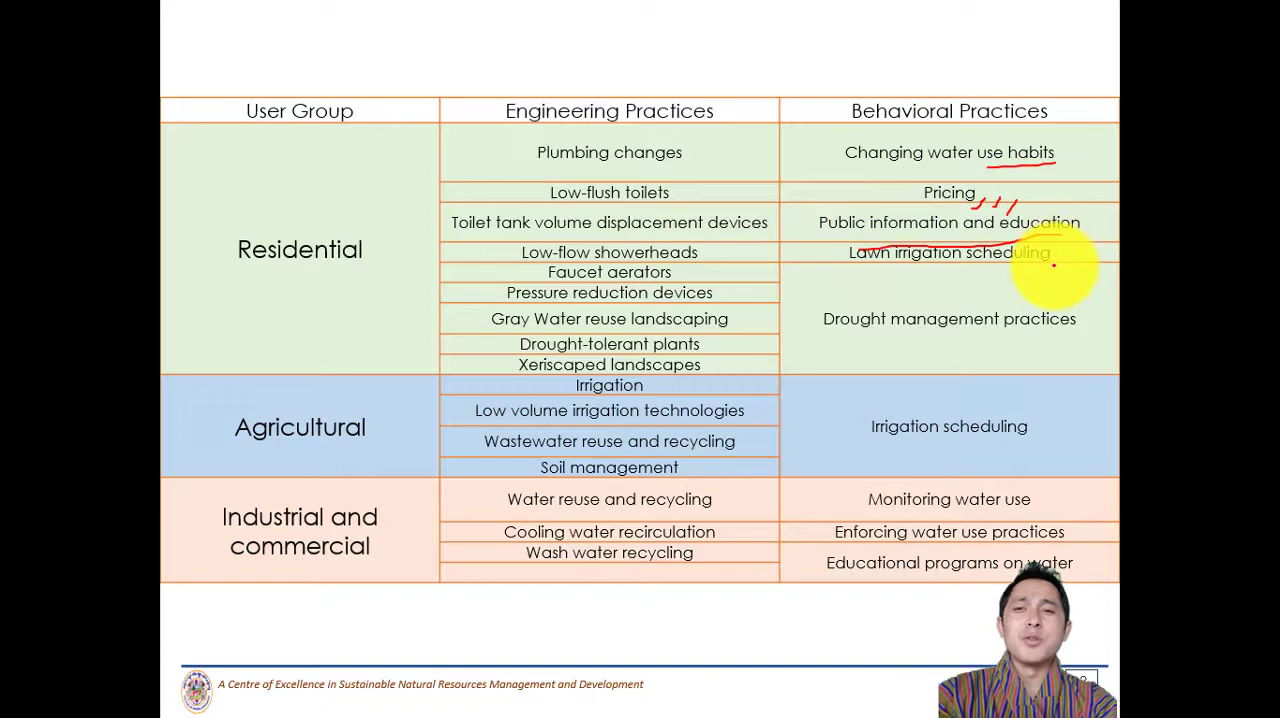 User Group Engineering Practices Behavioral Practices
Plumbing changes Changing water use habits
Low-flush toilets Pricing
Toilet tank volume displacement devices Public information and education
Residential
Low-flow showerheads Lawn irrigation scheduling
Faucet aerators
Pressure reduction devices
Gray Water reuse landscaping Drought management practices
Drought-tolerant plants
Xeriscaped landscapes
Irrigation
Low volume irrigation technologies
Agricultural Irrigation scheduling
Wastewater reuse and recycling
Soil management
Water reuse and recycling Monitoring water use
Industrial and
commercial
Cooling water recirculation Enforcing water use practices
Wash water recycling
Educational programs on water
A Centre of Excellence in Sustainable Natural Resources Management and Development